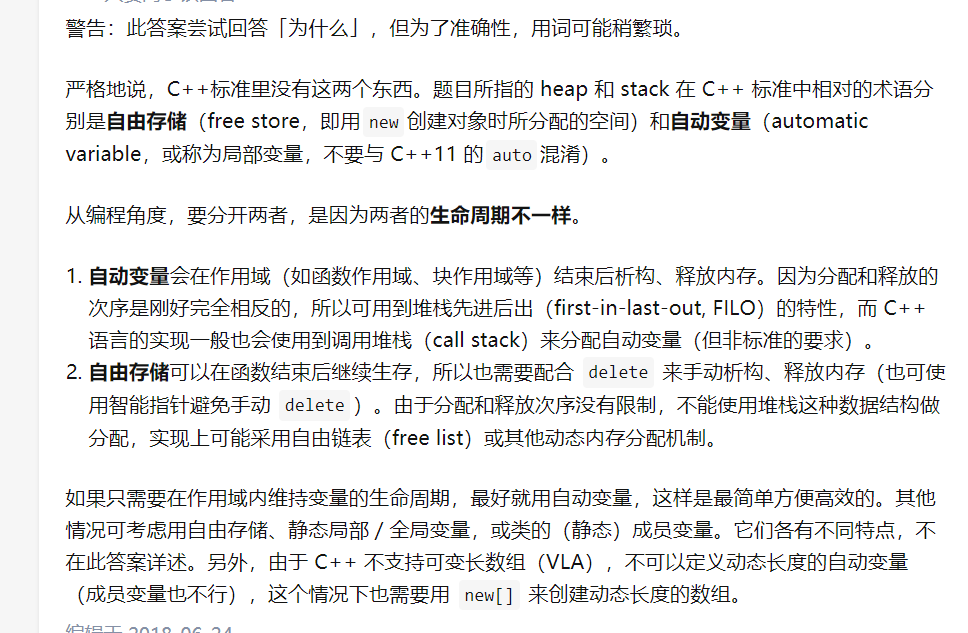 警告：此答案尝试回答「为什么」，但为了准确性，用词可能稍繁琐。
严格地说，C++标准里没有这两个东西。题目所指的 heap 和 stack 在 C++ 标准中相对的术语分
别是自由存储（free store，即用 new 创建对象时所分配的空间）和自动变量（automatic
variable，或称为局部变量，不要与 C++11 的 auto 混淆）。
从编程角度，要分开两者，是因为两者的生命周期不一样。
1. 自动变量会在作用域（如函数作用域、块作用域等）结束后析构、释放内存。因为分配和释放的
次序是刚好完全相反的，所以可用到堆栈先进后出（first-in-last-out, FILO）的特性，而 C++
语言的实现一般也会使用到调用堆栈（call stack）来分配自动变量（但非标准的要求）。
2. 自由存储可以在函数结束后继续生存，所以也需要配合 delete 来手动析构、释放内存（也可使
用智能指针避免手动 delete ）。由于分配和释放次序没有限制，不能使用堆栈这种数据结构做
分配，实现上可能采用自由链表（free list）或其他动态内存分配机制。
如果只需要在作用域内维持变量的生命周期，最好就用自动变量，这样是最简单方便高效的。其他
情况可考虑用自由存储、静态局部 / 全局变量，或类的（静态）成员变量。它们各有不同特点，不
在此答案详述。另外，由于 C++ 不支持可变长数组（VLA），不可以定义动态长度的自动变量
（成员变量也不行），这个情况下也需要用 new[] 来创建动态长度的数组。
编辑于 2018-06-24